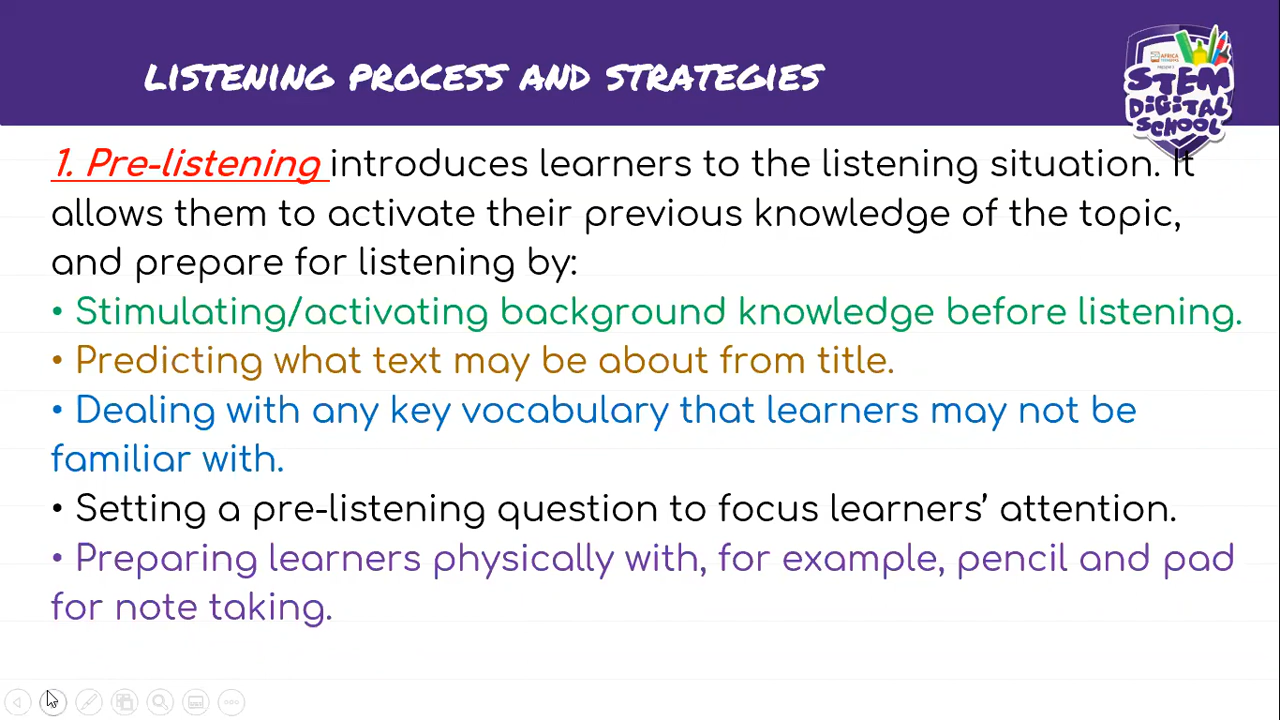 LISTENING PROCESS AND STRATEGIES
STEM
DIGITAL
SCHOOL
1. Pre-listening introduces learners to the listening situation. It
allows them to activate their previous knowledge of the topic,
and prepare for listening by:
• Stimulating/activating background knowledge before listening.
• Predicting what text may be about from title.
• Dealing with any key vocabulary that learners may not be
familiar with.
• Setting a pre-listening question to focus learners’ attention.
• Preparing learners physically with, for example, pencil and pad
for note taking.